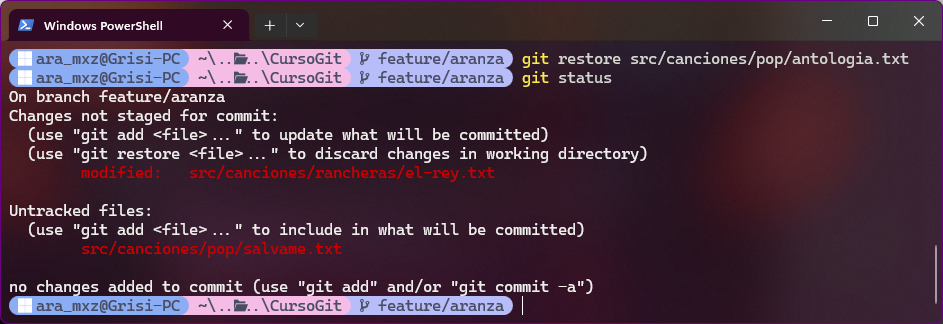 Windows PowerShell
ara_mxz@Grisi-PC ~\..\..\CursoGit feature/aranza git restore src/canciones/pop/antologia.txt
ara_mxz@Grisi-PC ~\..\..\CursoGit feature/aranza git status
On branch feature/aranza
Changes not staged for commit:
  (use "git add <file>..." to update what will be committed)
  (use "git restore <file>..." to discard changes in working directory)
        modified:   src/canciones/rancheras/el-rey.txt

Untracked files:
  (use "git add <file>..." to include in what will be committed)
        src/canciones/pop/salvame.txt

no changes added to commit (use "git add" and/or "git commit -a")
ara_mxz@Grisi-PC ~\..\..\CursoGit feature/aranza